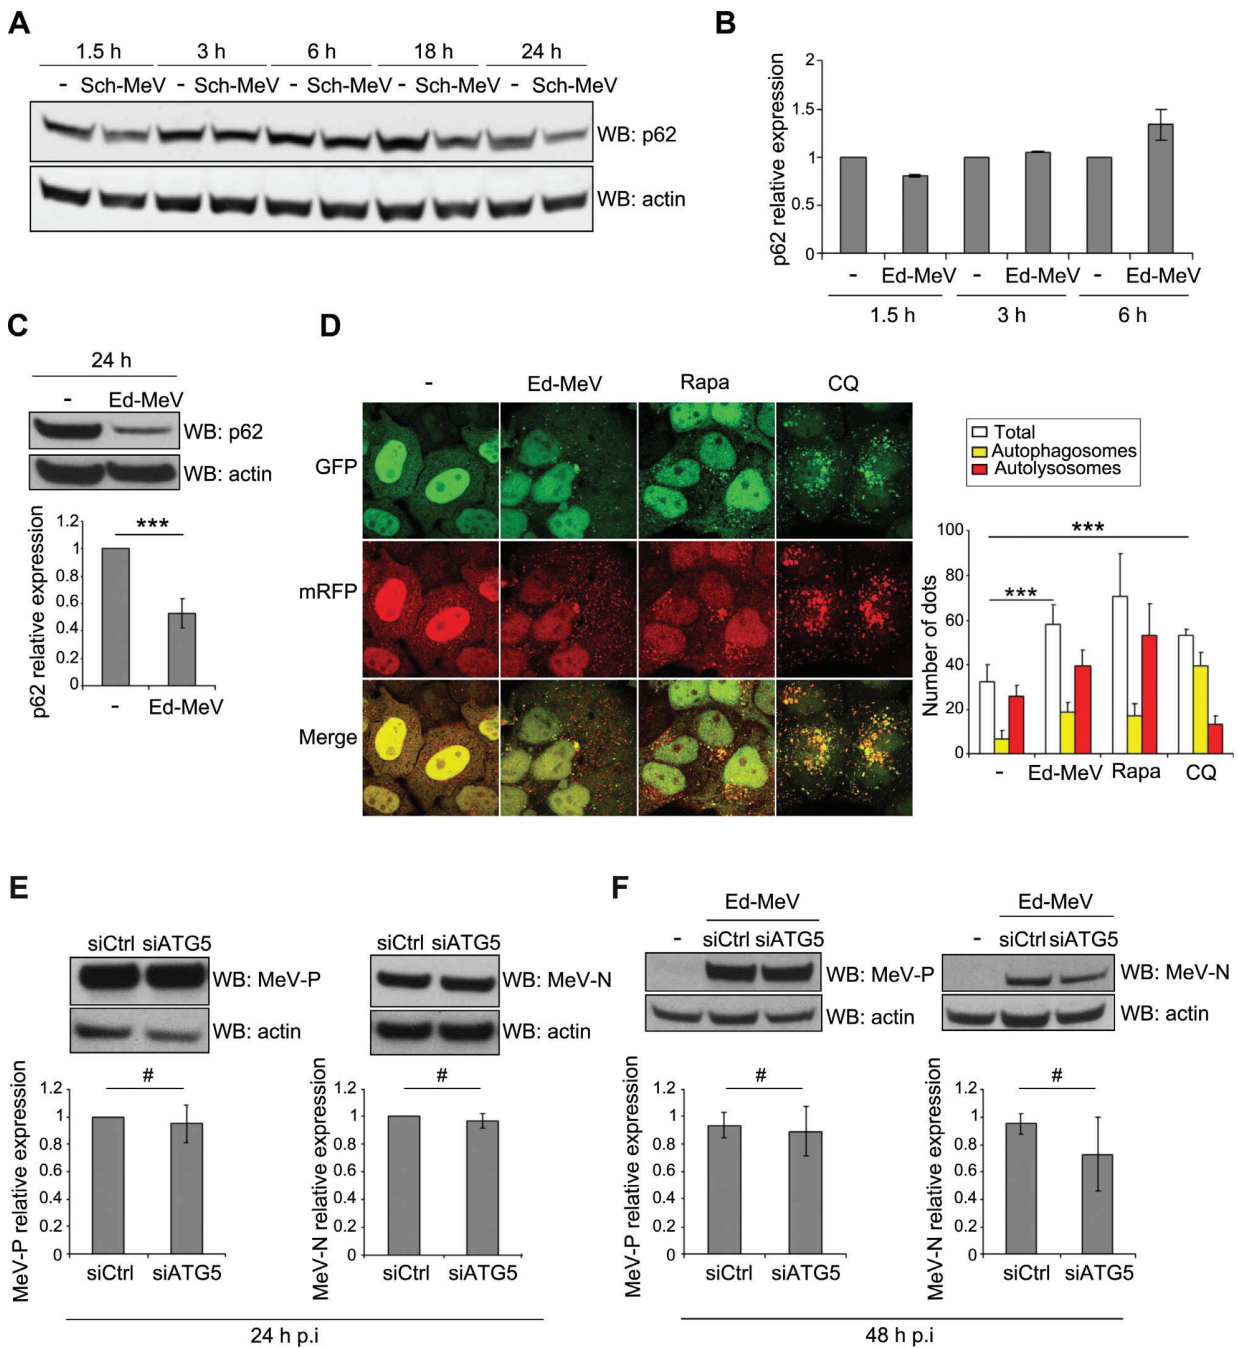 A
1.5 h 3 h 6 h 18 h 24 h
- Sch-MeV - Sch-MeV - Sch-MeV - Sch-MeV - Sch-MeV
WB: p62
WB: actin
B
p62 relative expression
2
1.5
1
0.5
0
- Ed-MeV - Ed-MeV - Ed-MeV
1.5 h 3 h 6 h
C
24 h
- Ed-MeV
WB: p62
WB: actin
p62 relative expression
1.2
1
0.8
0.6
0.4
0.2
0
***
- Ed-MeV
D
- Ed-MeV Rapa CQ
GFP
mRFP
Merge
Total
Autophagosomes
Autolysosomes
Number of dots
100
80
60
40
20
0
***
***
- Ed-MeV Rapa CQ
E
siCtrl siATG5
WB: MeV-P
WB: actin
MeV-P relative expression
1.2
1
0.8
0.6
0.4
0.2
0
#
siCtrl siATG5
siCtrl siATG5
WB: MeV-N
WB: actin
MeV-N relative expression
1.2
1
0.8
0.6
0.4
0.2
0
#
siCtrl siATG5
24 h p.i
F
Ed-MeV
- siCtrl siATG5
WB: MeV-P
WB: actin
MeV-P relative expression
1.2
1
0.8
0.6
0.4
0.2
0
#
siCtrl siATG5
Ed-MeV
- siCtrl siATG5
WB: MeV-N
WB: actin
MeV-N relative expression
1.2
1
0.8
0.6
0.4
0.2
0
#
siCtrl siATG5
48 h p.i